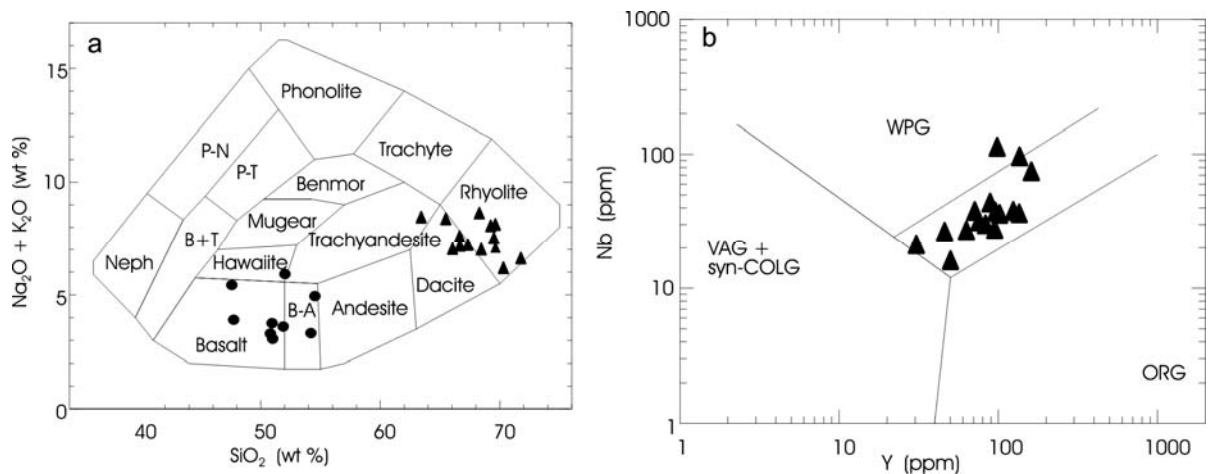 a
15
10
5
0
Na₂O + K₂O (wt %)
Phonolite
P-N
P-T
Trachyte
Benmor
Rhyolite
Mugear
B+T
Trachyandesite
Neph
Hawaiite
Dacite
B-A
Andesite
Basalt
40 50 60 70
SiO₂ (wt %)
b
1000
100
10
1
Nb (ppm)
WPG
VAG +
syn-COLG
ORG
1 10 100 1000
Y (ppm)